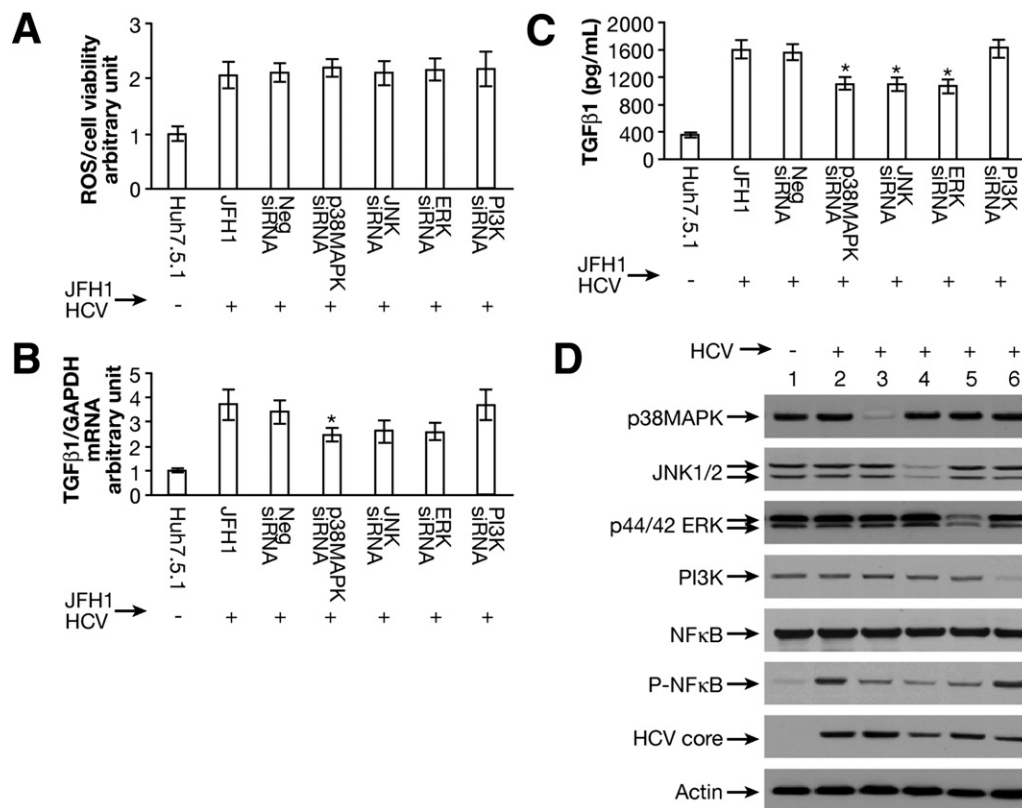 A
ROS/cell viability
arbitrary unit
3
2
1
0
Huh7.5.1
JFH1
Neg
siRNA
p38MAPK
siRNA
JNK
siRNA
ERK
siRNA
PI3K
siRNA
JFH1
HCV
- + + + + + +
B
TGFβ1/GAPDH
mRNA
arbitrary unit
5
4
3
2
1
0
*
Huh7.5.1
JFH1
Neg
siRNA
p38MAPK
siRNA
JNK
siRNA
ERK
siRNA
PI3K
siRNA
JFH1
HCV
- + + + + + +
C
TGFβ1 (pg/mL)
2000
1600
1200
800
400
0
* * *
Huh7.5.1
JFH1
Neg
siRNA
p38MAPK
siRNA
JNK
siRNA
ERK
siRNA
PI3K
siRNA
JFH1
HCV
- + + + + + +
D
HCV - + + + + +
1 2 3 4 5 6
p38MAPK
JNK1/2
p44/42 ERK
PI3K
NFκB
P-NFκB
HCV core
Actin